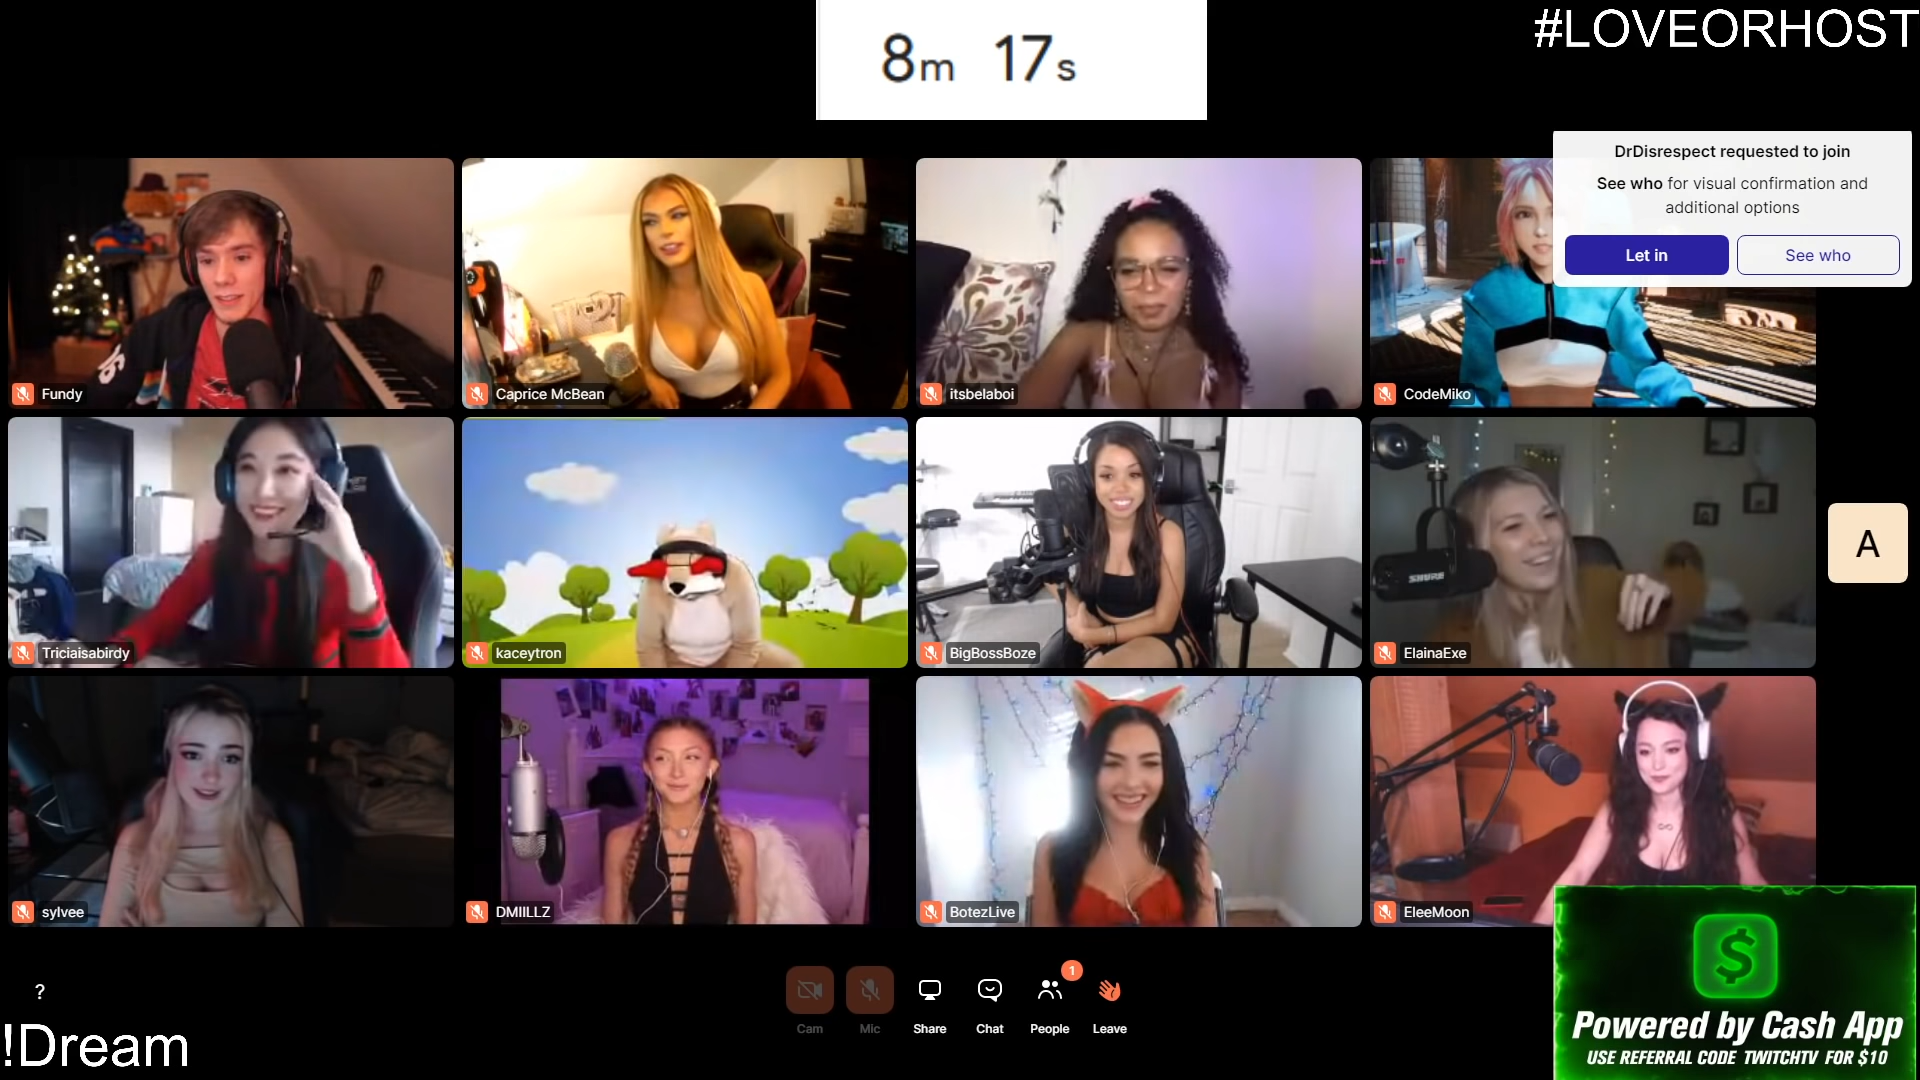 8m 17s
#LOVEORHOST
DrDisrespect requested to join
See who for visual confirmation and
additional options
Let in
See who
Fundy
Caprice McBean
itsbelaboi
CodeMiko
Triciaisabirdy
kaceytron
BigBossBoze
SHURE
ElainaExe
A
sylvee
DMIILLZ
BotezLive
EleeMoon
?
1
Cam
Mic
Share
Chat
People
Leave
!Dream
$
Powered by Cash App
USE REFERRAL CODE TWITCHTV FOR $10